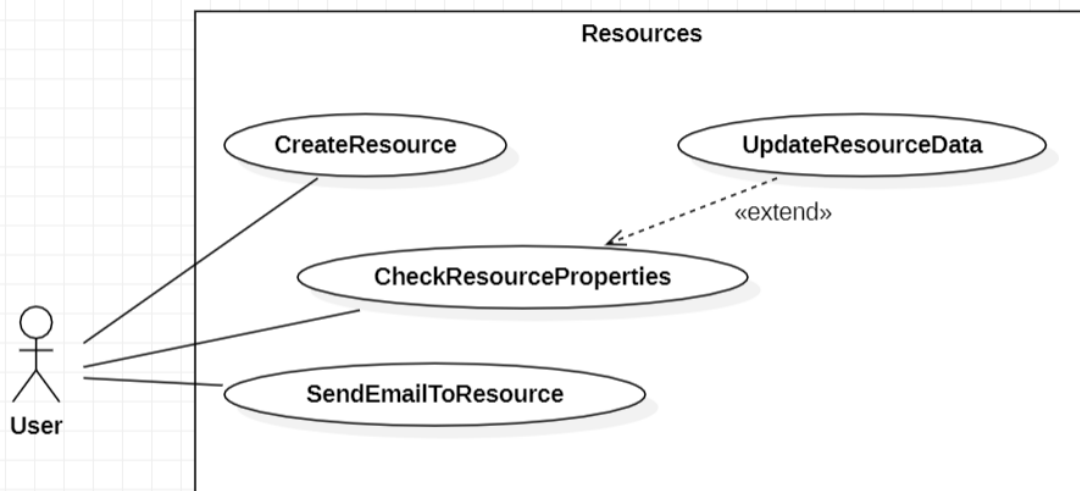 Resources
CreateResource
UpdateResourceData
«extend»
CheckResourceProperties
SendEmailToResource
User